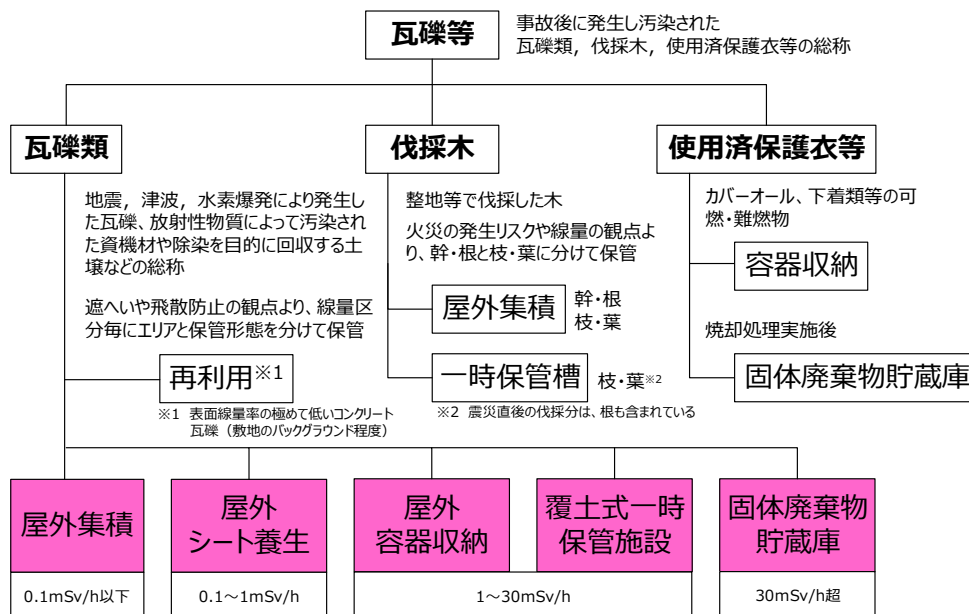 瓦礫等
事故後に発生し汚染された
瓦礫類，伐採木，使用済保護衣等の総称
瓦礫類
地震，津波，水素爆発により発生し
た瓦礫、放射性物質によって汚染され
た資機材や除染を目的に回収する土
壌などの総称
遮へいや飛散防止の観点より、線量区
分毎にエリアと保管形態を分けて保管
再利用※1
※1 表面線量率の極めて低いコンクリート
瓦礫（敷地のバックグラウンド程度）
伐採木
整地等で伐採した木
火災の発生リスクや線量の観点よ
り、幹・根と枝・葉に分けて保管
屋外集積
幹・根
枝・葉
一時保管槽
枝・葉※2
※2 震災直後の伐採分は、根も含まれている
使用済保護衣等
カバーオール、下着類等の可
燃・難燃物
容器収納
焼却処理実施後
固体廃棄物貯蔵庫
屋外集積
0.1mSv/h以下
屋外
シート養生
0.1～1mSv/h
屋外
容器収納
覆土式一時
保管施設
1～30mSv/h
固体廃棄物
貯蔵庫
30mSv/h超